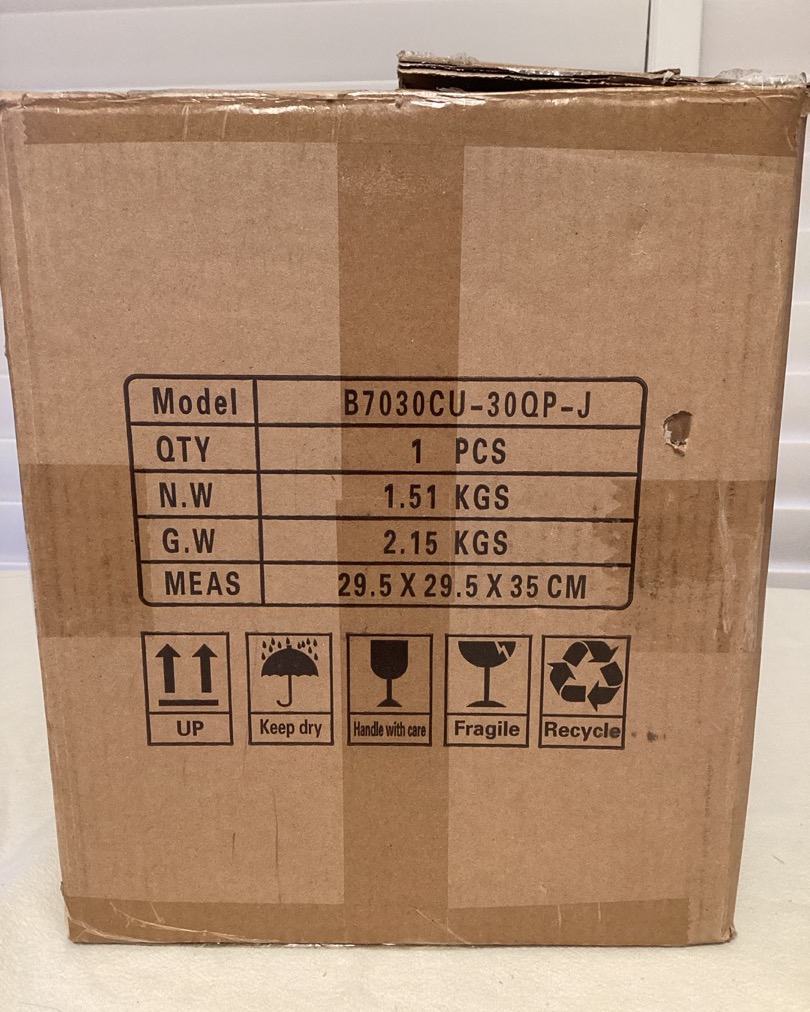 Model B7030CU-30QP-J
QTY 1 PCS
N.W 1.51 KGS
G.W 2.15 KGS
MEAS 29.5 X 29.5 X 35 CM
UP Keep dry Handle with care Fragile Recycle